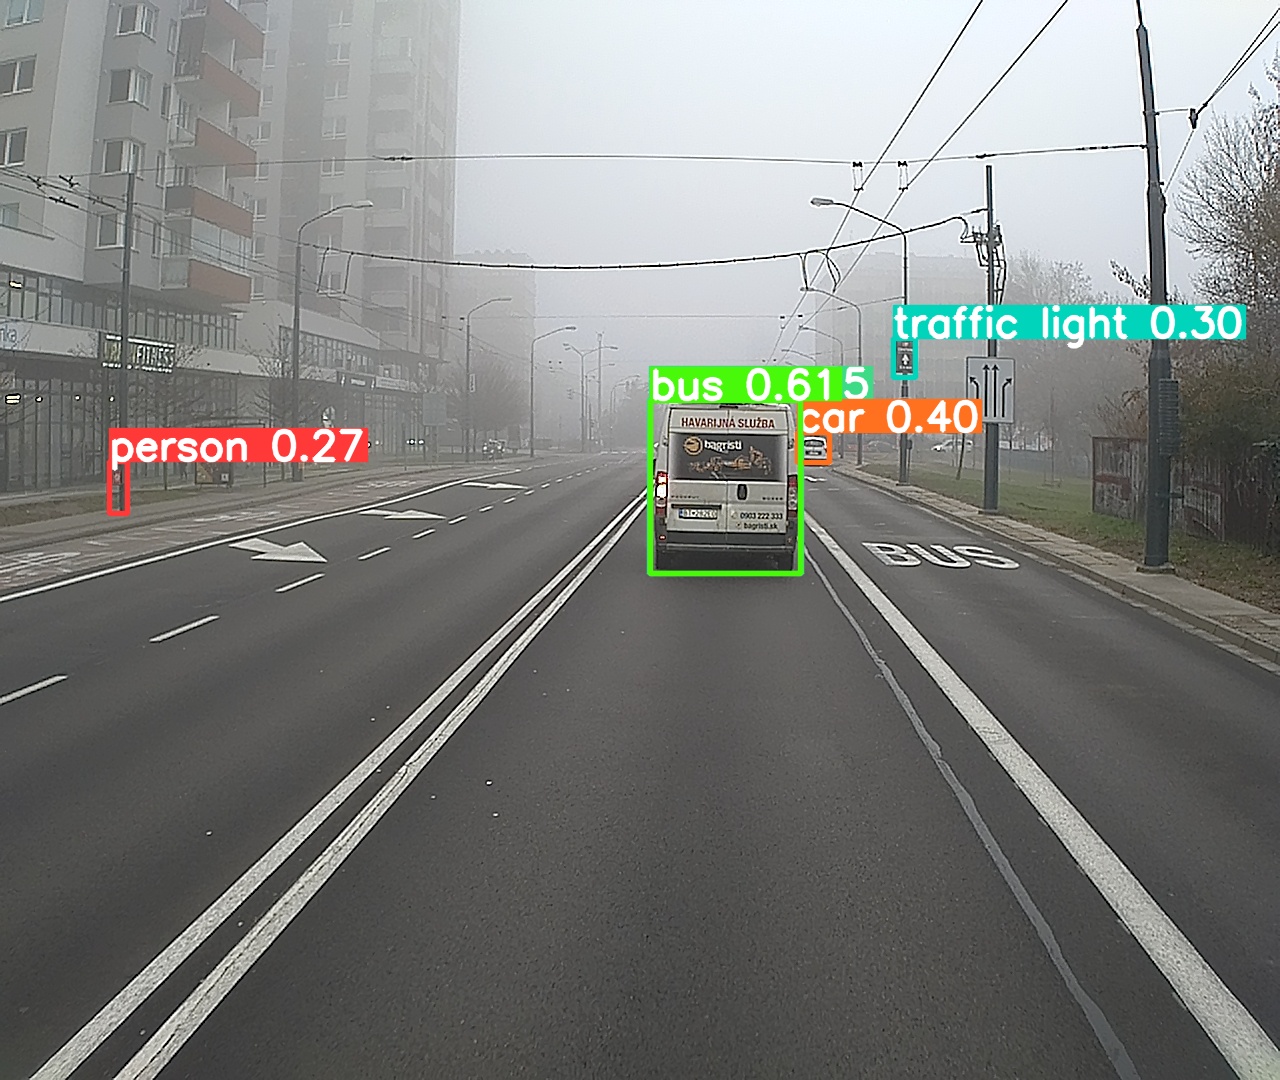 FITNESS
traffic light 0.30
bus 0.615
car 0.40
person 0.27
HAVARIJNÁ SLUŽBA
bagristi
0903 222 333
bagristi.sk
BUS